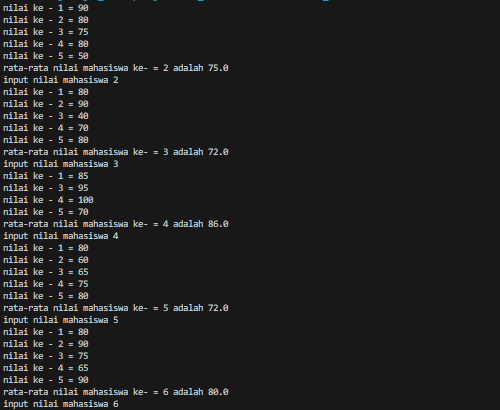 nilai ke - 1 = 90
nilai ke - 2 = 80
nilai ke - 3 = 75
nilai ke - 4 = 80
nilai ke - 5 = 50
rata-rata nilai mahasiswa ke- = 2 adalah 75.0
input nilai mahasiswa 2
nilai ke - 1 = 80
nilai ke - 2 = 90
nilai ke - 3 = 40
nilai ke - 4 = 70
nilai ke - 5 = 80
rata-rata nilai mahasiswa ke- = 3 adalah 72.0
input nilai mahasiswa 3
nilai ke - 1 = 85
nilai ke - 3 = 95
nilai ke - 4 = 100
nilai ke - 5 = 70
rata-rata nilai mahasiswa ke- = 4 adalah 86.0
input nilai mahasiswa 4
nilai ke - 1 = 80
nilai ke - 2 = 60
nilai ke - 3 = 65
nilai ke - 4 = 75
nilai ke - 5 = 80
rata-rata nilai mahasiswa ke- = 5 adalah 72.0
input nilai mahasiswa 5
nilai ke - 1 = 80
nilai ke - 2 = 90
nilai ke - 3 = 75
nilai ke - 4 = 65
nilai ke - 5 = 90
rata-rata nilai mahasiswa ke- = 6 adalah 80.0
input nilai mahasiswa 6